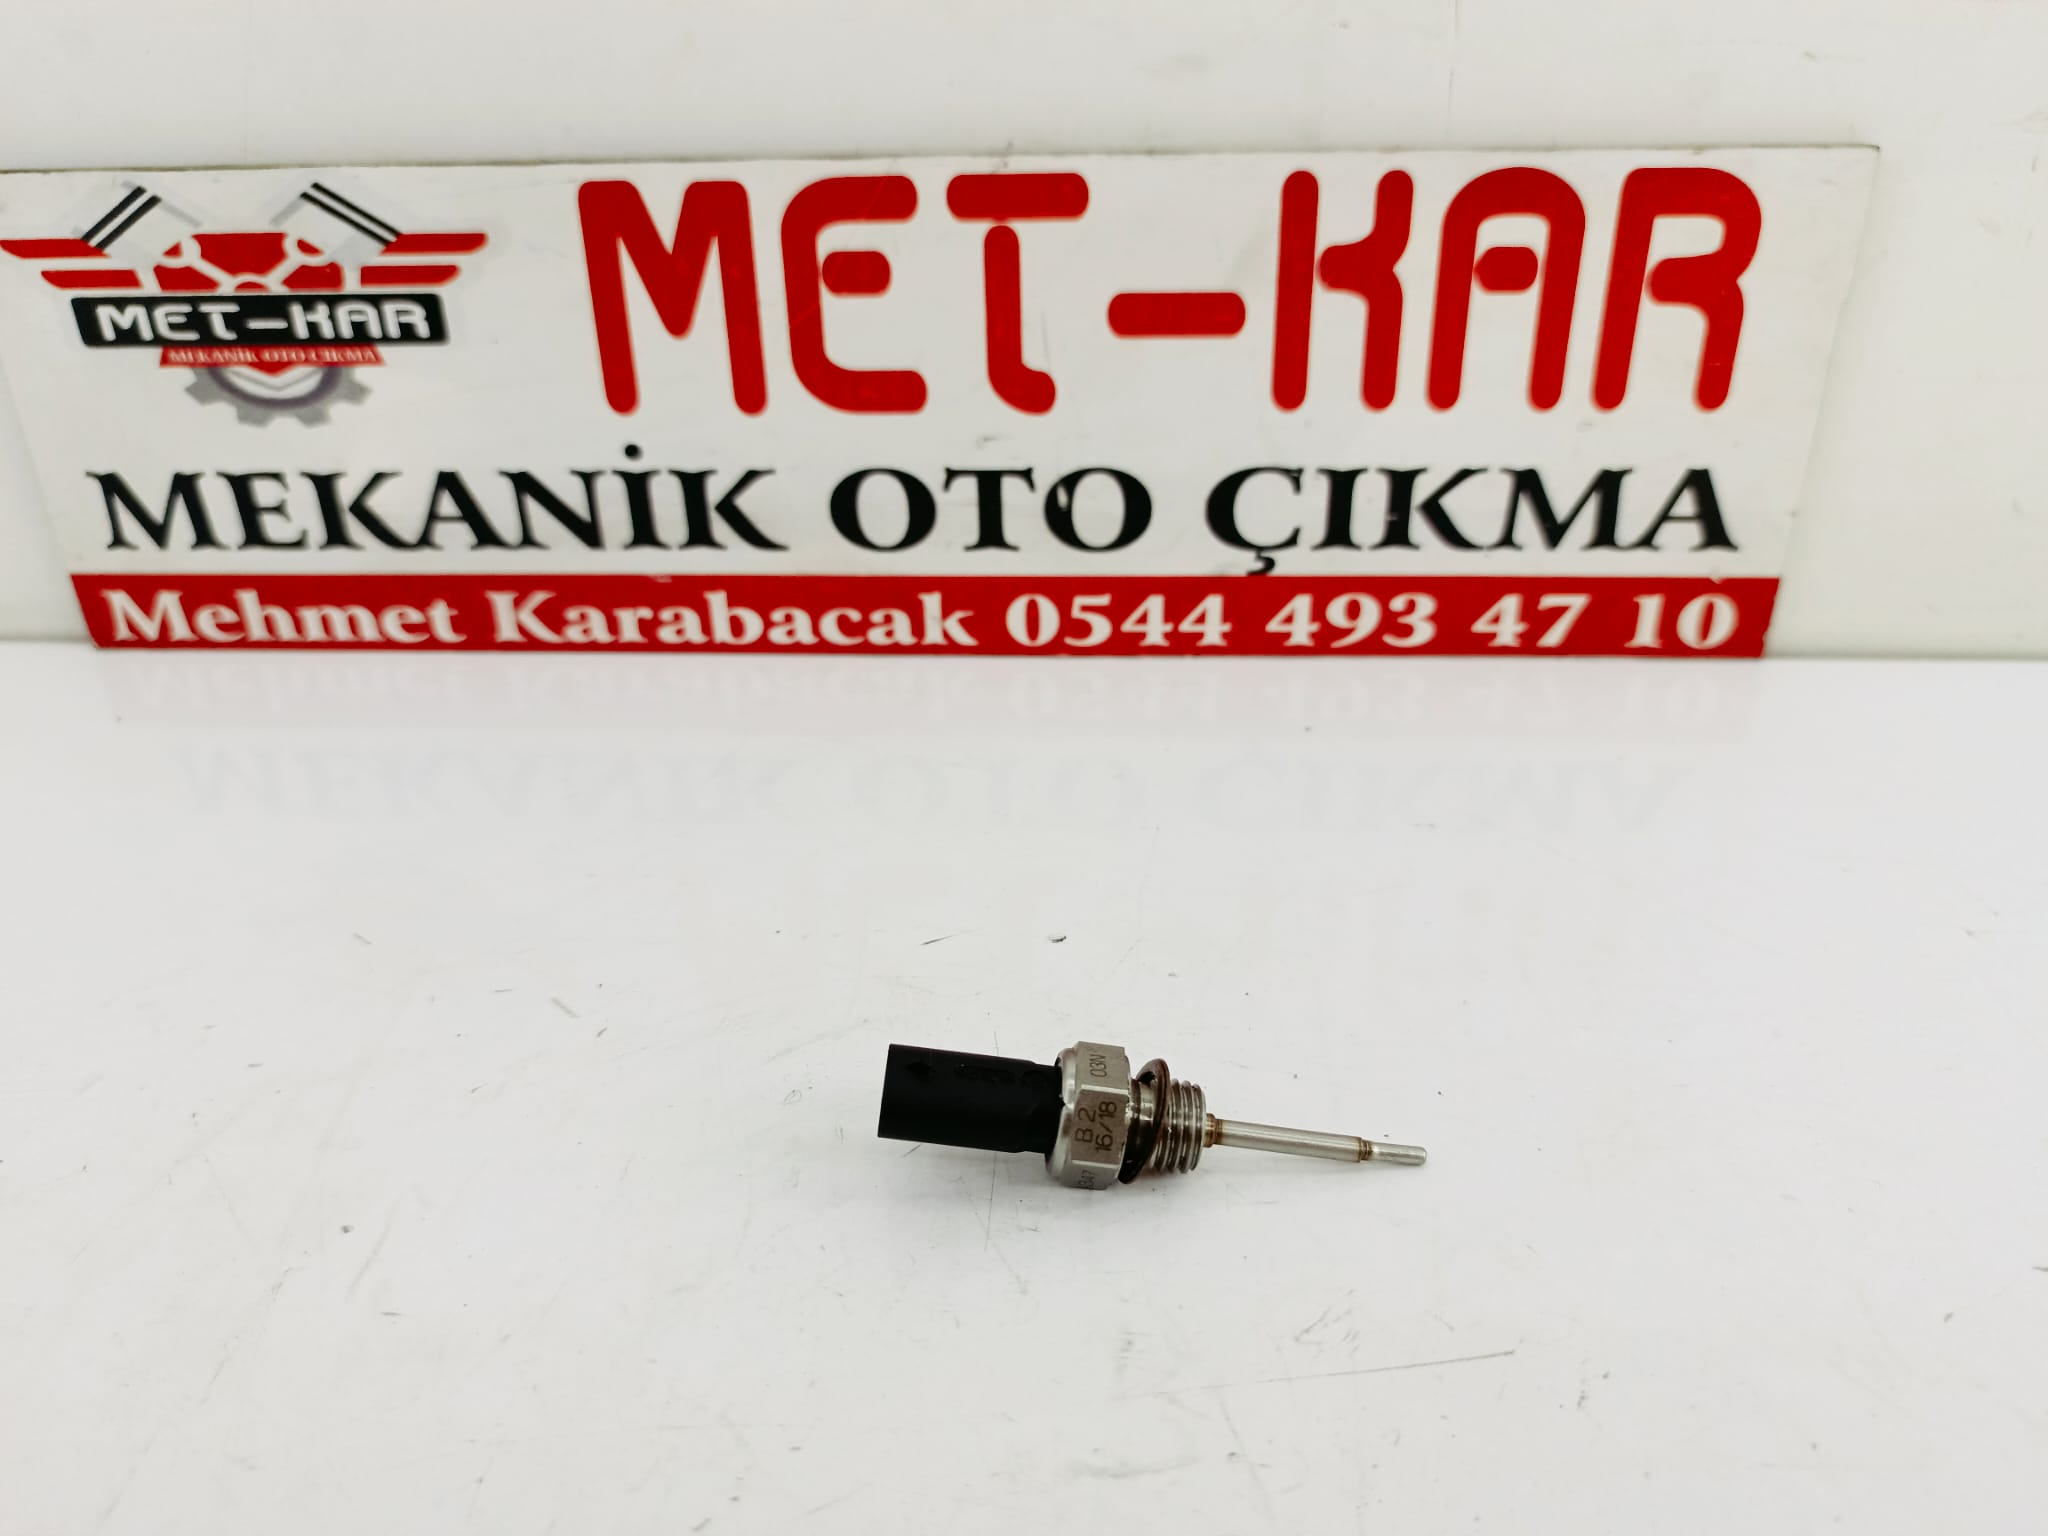 MET-KAR
MEKANİK OTO ÇIKMA
MET-KAR
MEKANİK OTO ÇIKMA
Mehmet Karabacak 0544 493 47 10
03N
B 2
16/18